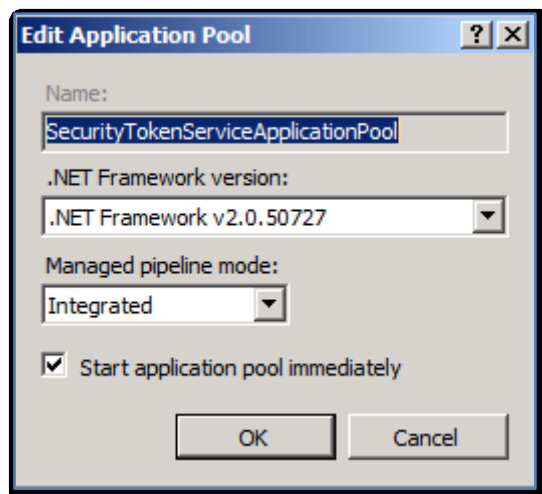 Edit Application Pool
Name:
SecurityTokenServiceApplicationPool
.NET Framework version:
.NET Framework v2.0.50727
Managed pipeline mode:
Integrated
Start application pool immediately
OK Cancel